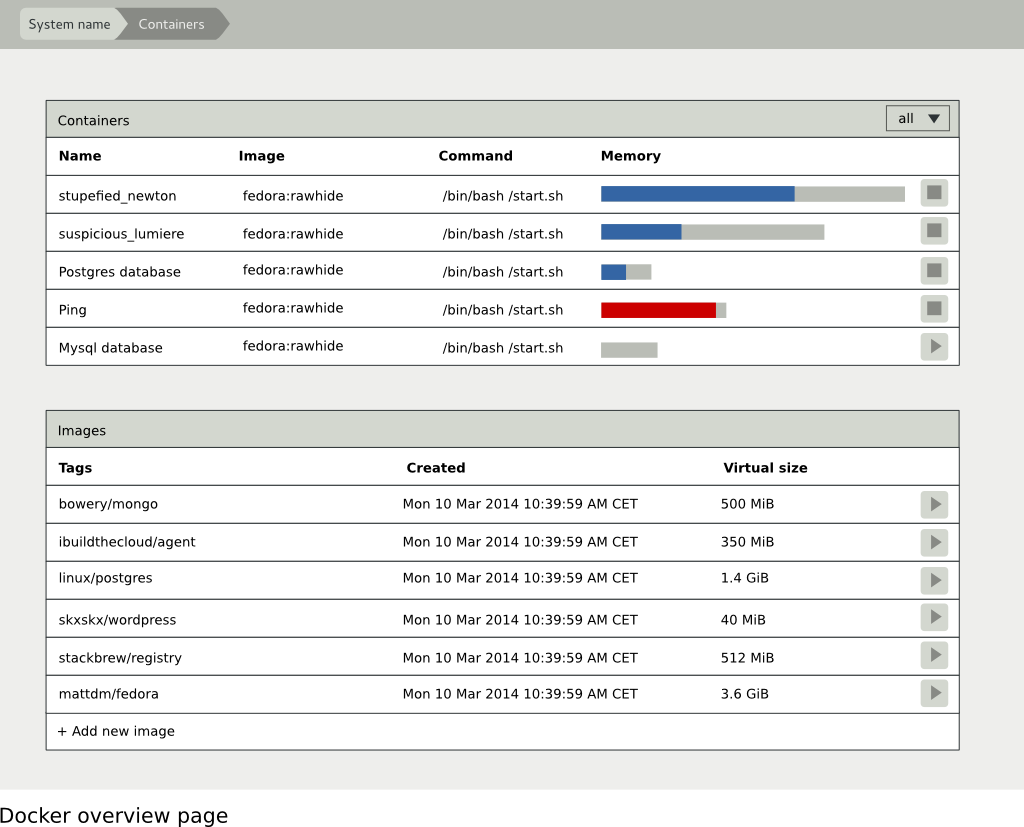 System name Containers
Containers all
Name Image Command Memory
stupefied_newton fedora:rawhide /bin/bash /start.sh
suspicious_lumiere fedora:rawhide /bin/bash /start.sh
Postgres database fedora:rawhide /bin/bash /start.sh
Ping fedora:rawhide /bin/bash /start.sh
Mysql database fedora:rawhide /bin/bash /start.sh
Images
Tags Created Virtual size
bowery/mongo Mon 10 Mar 2014 10:39:59 AM CET 500 MiB
ibuildthecloud/agent Mon 10 Mar 2014 10:39:59 AM CET 350 MiB
linux/postgres Mon 10 Mar 2014 10:39:59 AM CET 1.4 GiB
skxskx/wordpress Mon 10 Mar 2014 10:39:59 AM CET 40 MiB
stackbrew/registry Mon 10 Mar 2014 10:39:59 AM CET 512 MiB
mattdm/fedora Mon 10 Mar 2014 10:39:59 AM CET 3.6 GiB
+ Add new image
Docker overview page